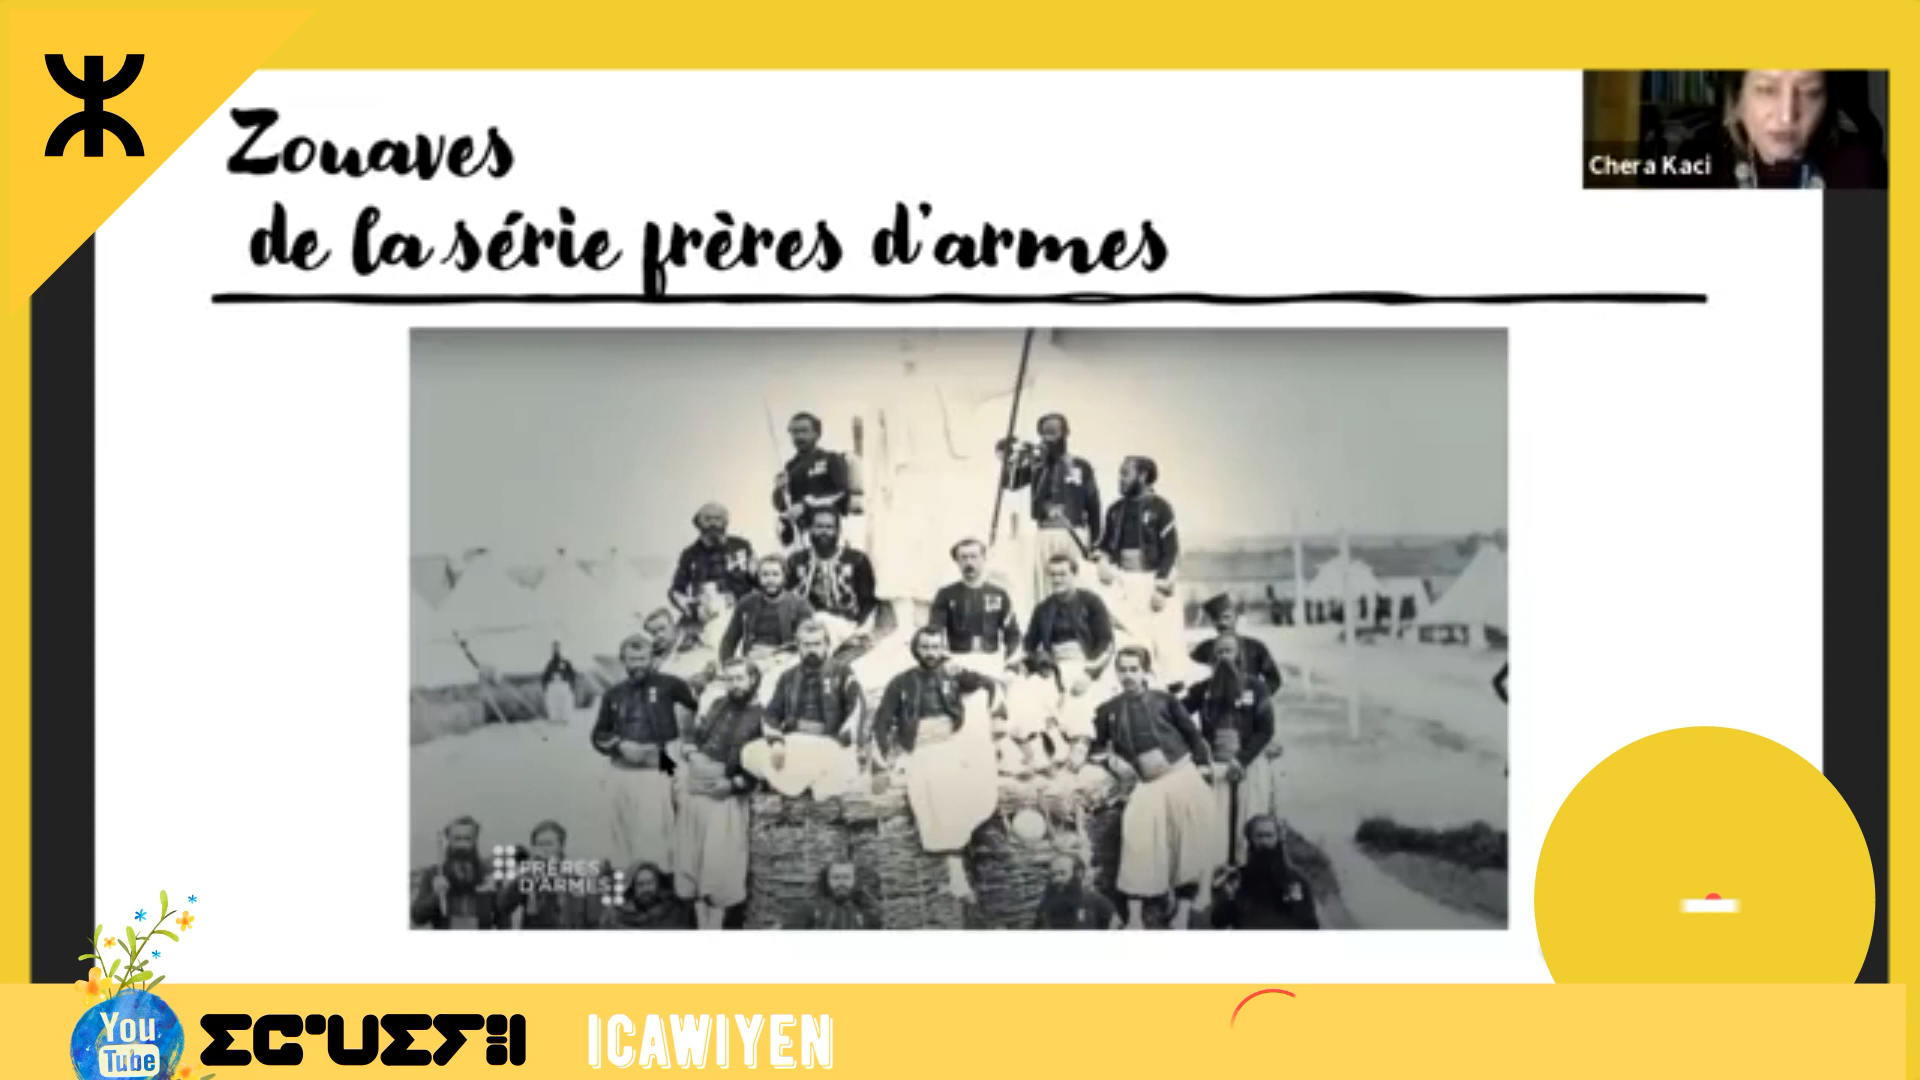 ⵣ
Zouaves
de la série frères d'armes
Chera Kaci
FRÈRES
D'ARMES
You
Tube
ⵉⵛⴰⵡⵉⵢⴻⵏ
ICAWIYEN